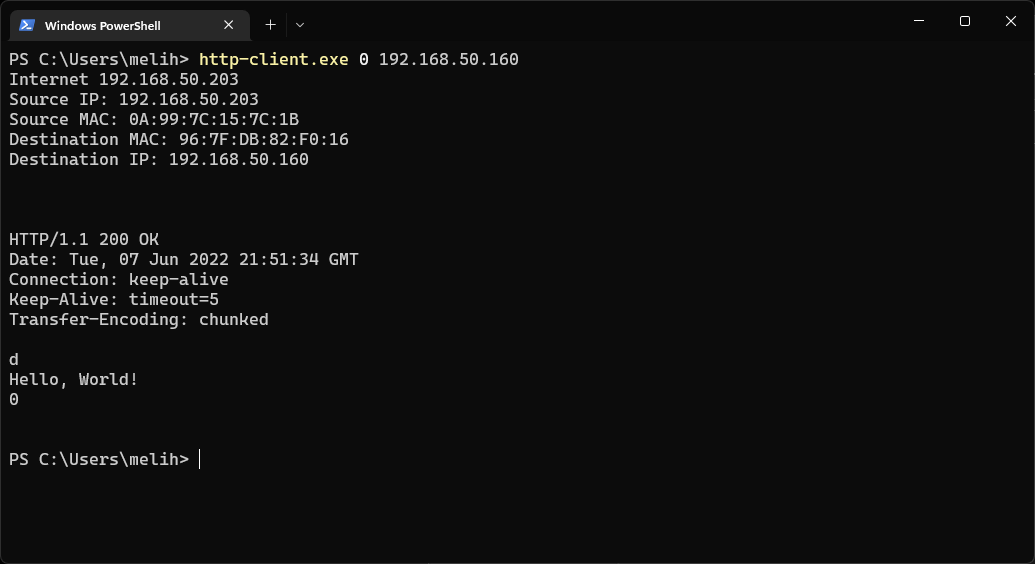 Windows PowerShell
PS C:\Users\melih> http-client.exe 0 192.168.50.160
Internet 192.168.50.203
Source IP: 192.168.50.203
Source MAC: 0A:99:7C:15:7C:1B
Destination MAC: 96:7F:DB:82:F0:16
Destination IP: 192.168.50.160
HTTP/1.1 200 OK
Date: Tue, 07 Jun 2022 21:51:34 GMT
Connection: keep-alive
Keep-Alive: timeout=5
Transfer-Encoding: chunked
d
Hello, World!
0
PS C:\Users\melih>